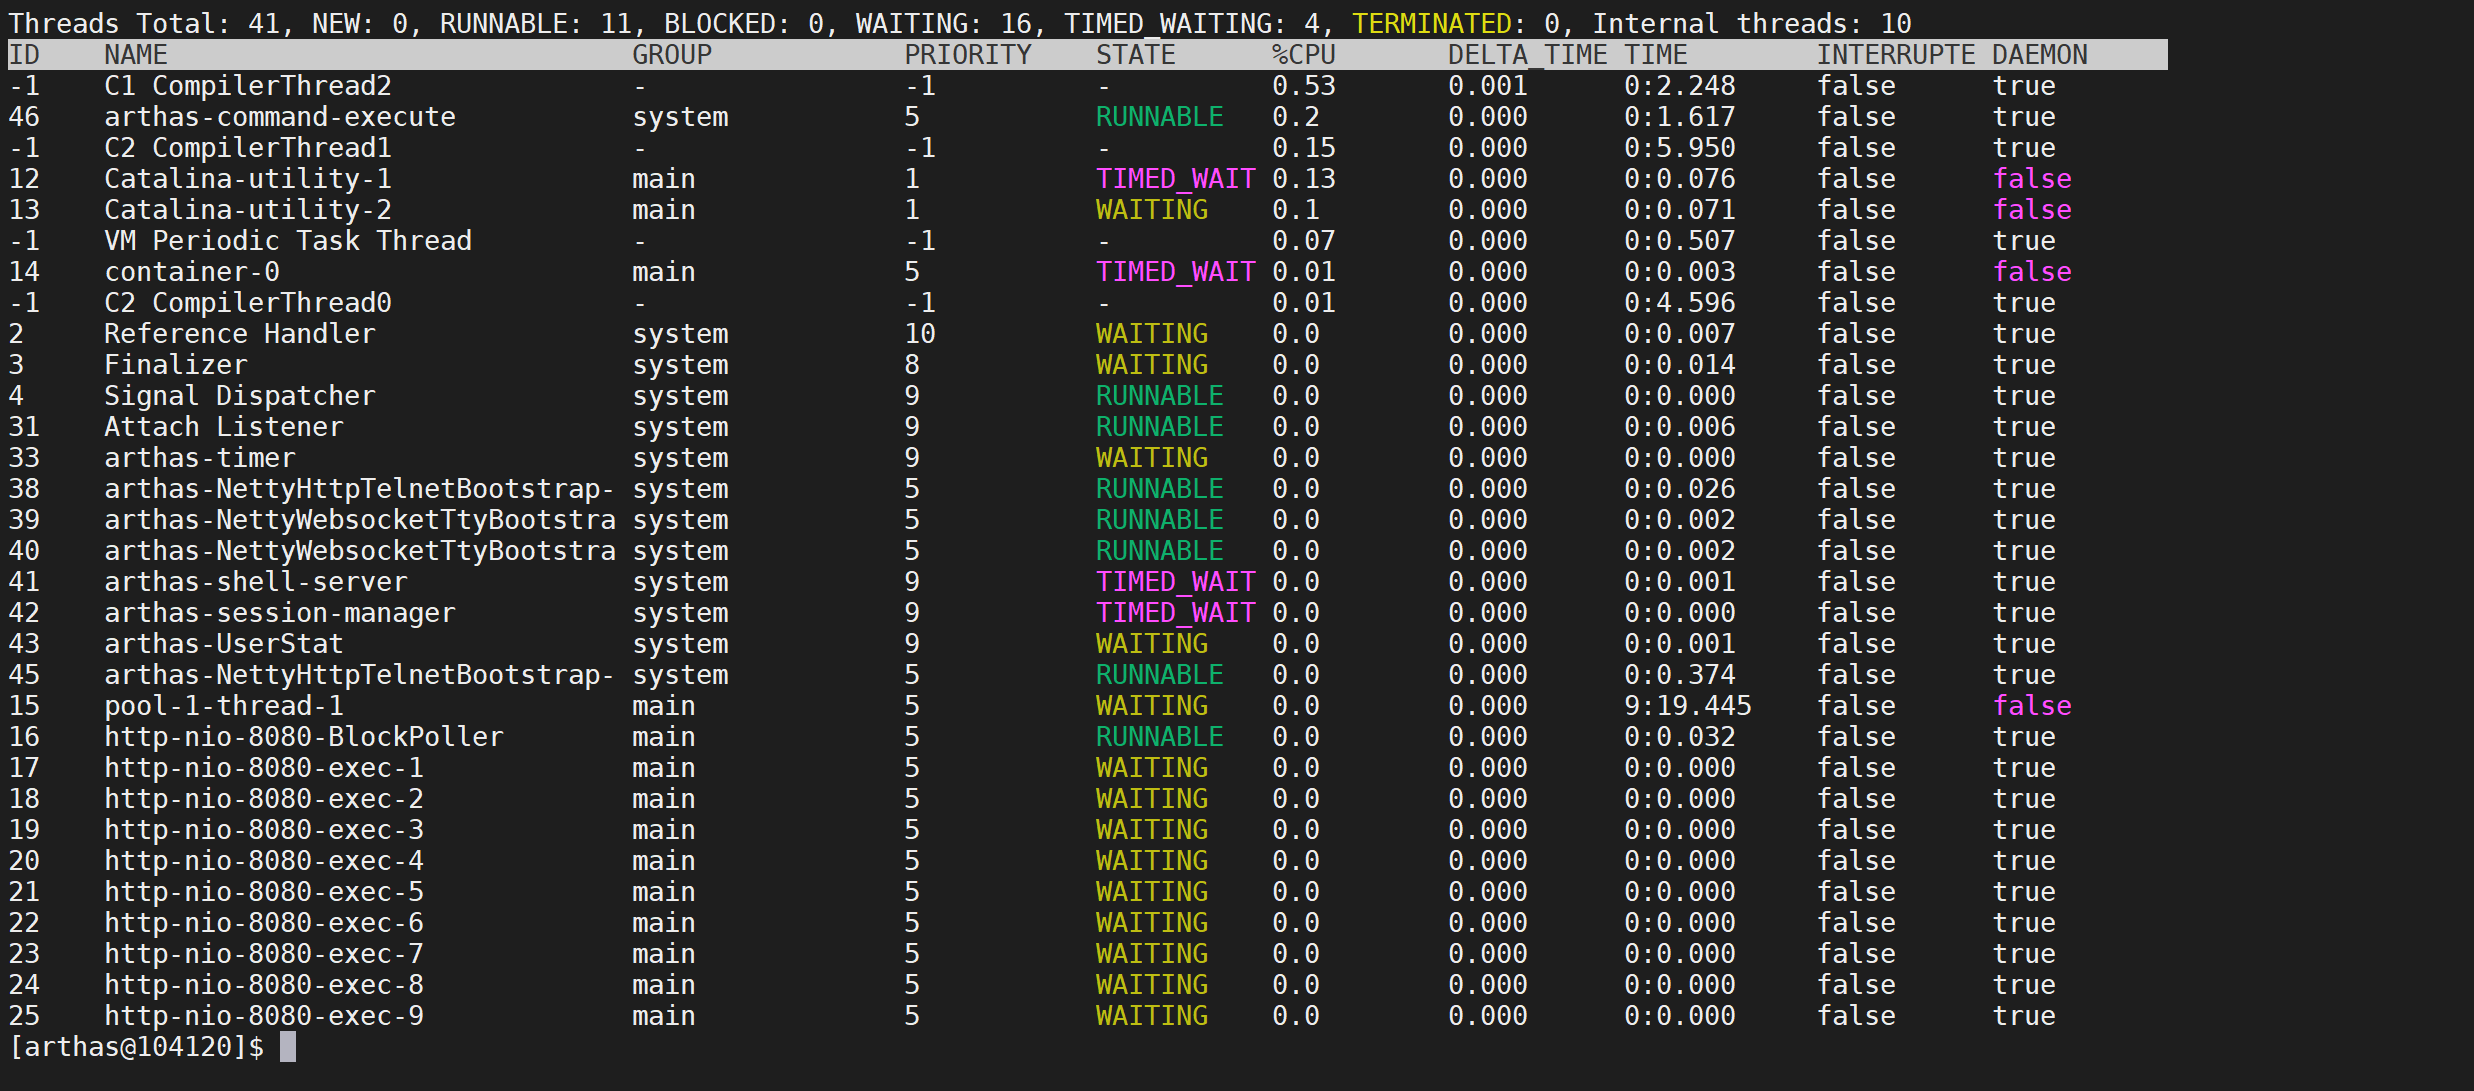 Threads Total: 41, NEW: 0, RUNNABLE: 11, BLOCKED: 0, WAITING: 16, TIMED_WAITING: 4, TERMINATED: 0, Internal threads: 10
ID NAME GROUP PRIORITY STATE %CPU DELTA_TIME TIME INTERRUPTE DAEMON
-1 C1 CompilerThread2 - -1 - 0.53 0.001 0:2.248 false true
46 arthas-command-execute system 5 RUNNABLE 0.2 0.000 0:1.617 false true
-1 C2 CompilerThread1 - -1 - 0.15 0.000 0:5.950 false true
12 Catalina-utility-1 main 1 TIMED_WAIT 0.13 0.000 0:0.076 false false
13 Catalina-utility-2 main 1 WAITING 0.1 0.000 0:0.071 false false
-1 VM Periodic Task Thread - -1 - 0.07 0.000 0:0.507 false true
14 container-0 main 5 TIMED_WAIT 0.01 0.000 0:0.003 false false
-1 C2 CompilerThread0 - -1 - 0.01 0.000 0:4.596 false true
2 Reference Handler system 10 WAITING 0.0 0.000 0:0.007 false true
3 Finalizer system 8 WAITING 0.0 0.000 0:0.014 false true
4 Signal Dispatcher system 9 RUNNABLE 0.0 0.000 0:0.000 false true
31 Attach Listener system 9 RUNNABLE 0.0 0.000 0:0.006 false true
33 arthas-timer system 9 WAITING 0.0 0.000 0:0.000 false true
38 arthas-NettyHttpTelnetBootstrap- system 5 RUNNABLE 0.0 0.000 0:0.026 false true
39 arthas-NettyWebsocketTtyBootstra system 5 RUNNABLE 0.0 0.000 0:0.002 false true
40 arthas-NettyWebsocketTtyBootstra system 5 RUNNABLE 0.0 0.000 0:0.002 false true
41 arthas-shell-server system 9 TIMED_WAIT 0.0 0.000 0:0.001 false true
42 arthas-session-manager system 9 TIMED_WAIT 0.0 0.000 0:0.000 false true
43 arthas-UserStat system 9 WAITING 0.0 0.000 0:0.001 false true
45 arthas-NettyHttpTelnetBootstrap- system 5 RUNNABLE 0.0 0.000 0:0.374 false true
15 pool-1-thread-1 main 5 WAITING 0.0 0.000 9:19.445 false false
16 http-nio-8080-BlockPoller main 5 RUNNABLE 0.0 0.000 0:0.032 false true
17 http-nio-8080-exec-1 main 5 WAITING 0.0 0.000 0:0.000 false true
18 http-nio-8080-exec-2 main 5 WAITING 0.0 0.000 0:0.000 false true
19 http-nio-8080-exec-3 main 5 WAITING 0.0 0.000 0:0.000 false true
20 http-nio-8080-exec-4 main 5 WAITING 0.0 0.000 0:0.000 false true
21 http-nio-8080-exec-5 main 5 WAITING 0.0 0.000 0:0.000 false true
22 http-nio-8080-exec-6 main 5 WAITING 0.0 0.000 0:0.000 false true
23 http-nio-8080-exec-7 main 5 WAITING 0.0 0.000 0:0.000 false true
24 http-nio-8080-exec-8 main 5 WAITING 0.0 0.000 0:0.000 false true
25 http-nio-8080-exec-9 main 5 WAITING 0.0 0.000 0:0.000 false true
[arthas@104120]$